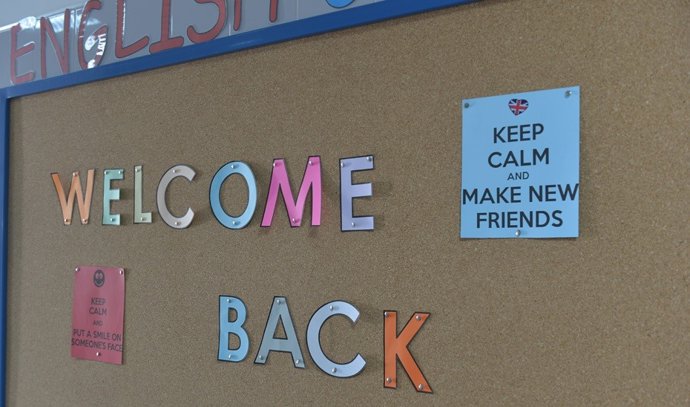 ENGLISH
WELCOME
BACK
KEEP
CALM
AND
MAKE NEW
FRIENDS
KEEP
CALM
AND
PUT A SMILE ON
SOMEONE'S FACE